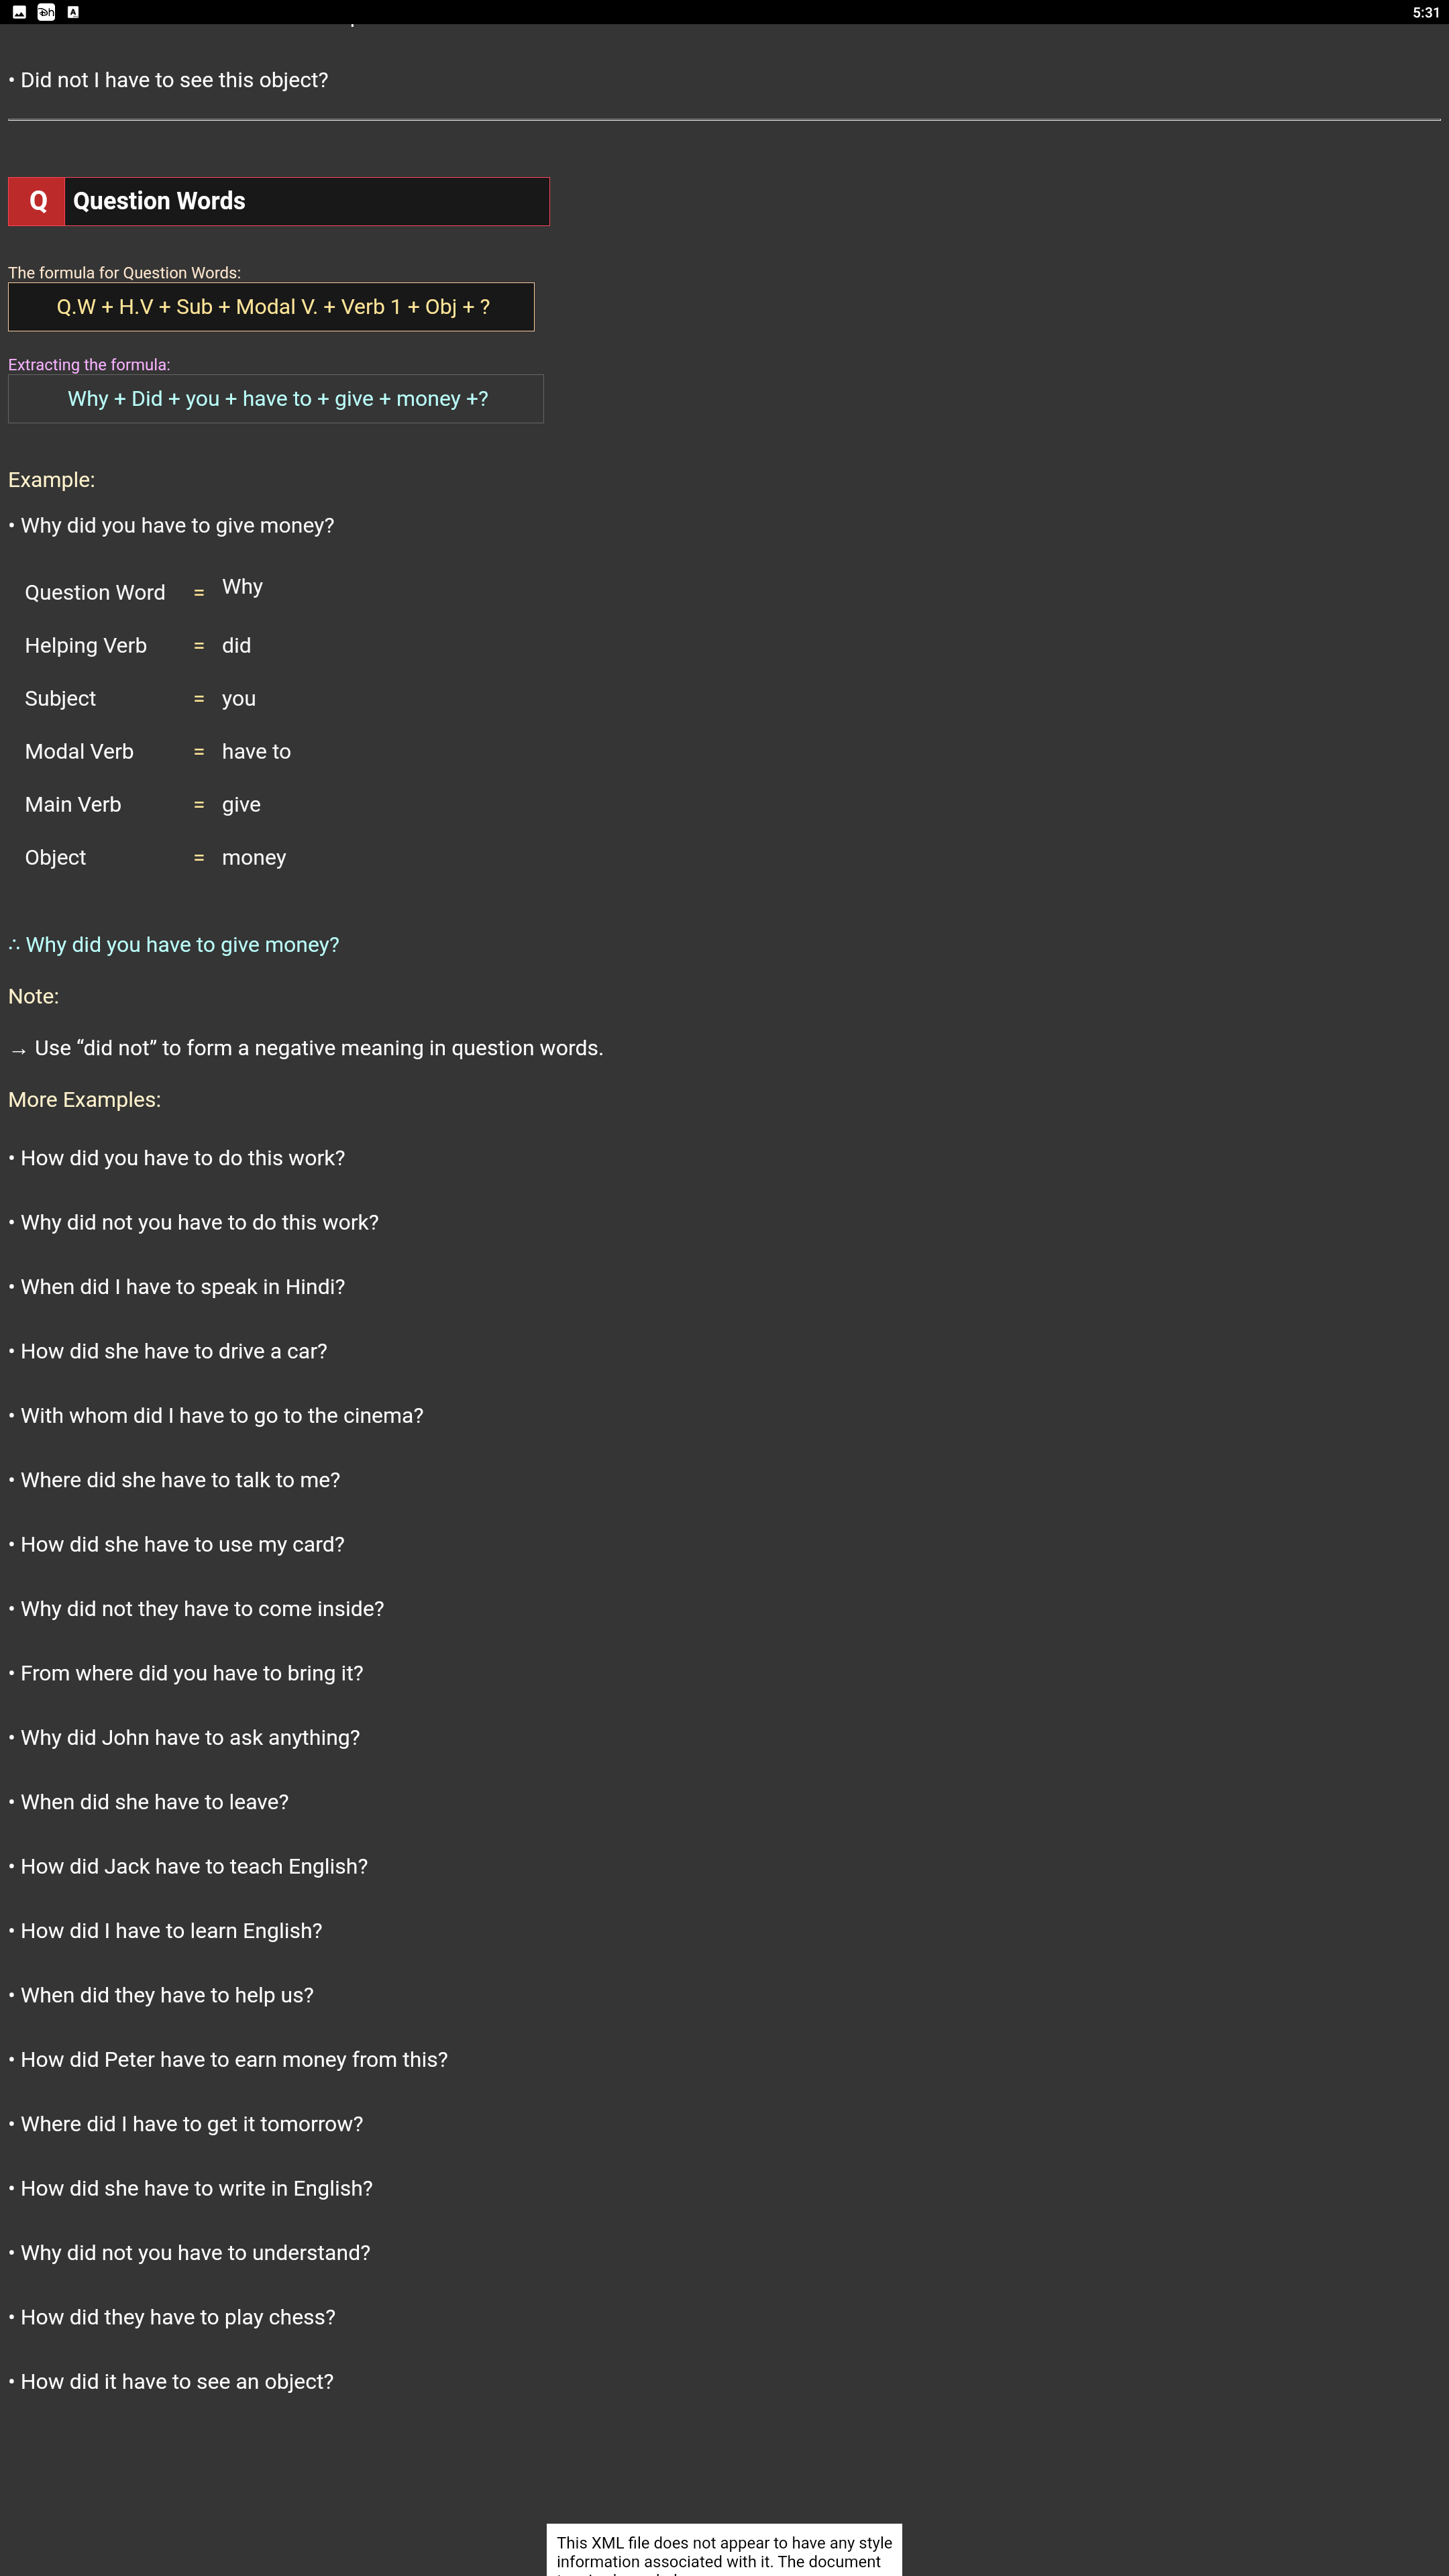 5:31
• Did not I have to see this object?
Q Question Words
The formula for Question Words:
Q.W + H.V + Sub + Modal V. + Verb 1 + Obj + ?
Extracting the formula:
Why + Did + you + have to + give + money +?
Example:
• Why did you have to give money?
Question Word = Why
Helping Verb = did
Subject = you
Modal Verb = have to
Main Verb = give
Object = money
∴ Why did you have to give money?
Note:
→ Use “did not” to form a negative meaning in question words.
More Examples:
• How did you have to do this work?
• Why did not you have to do this work?
• When did I have to speak in Hindi?
• How did she have to drive a car?
• With whom did I have to go to the cinema?
• Where did she have to talk to me?
• How did she have to use my card?
• Why did not they have to come inside?
• From where did you have to bring it?
• Why did John have to ask anything?
• When did she have to leave?
• How did Jack have to teach English?
• How did I have to learn English?
• When did they have to help us?
• How did Peter have to earn money from this?
• Where did I have to get it tomorrow?
• How did she have to write in English?
• Why did not you have to understand?
• How did they have to play chess?
• How did it have to see an object?
This XML file does not appear to have any style
information associated with it. The document